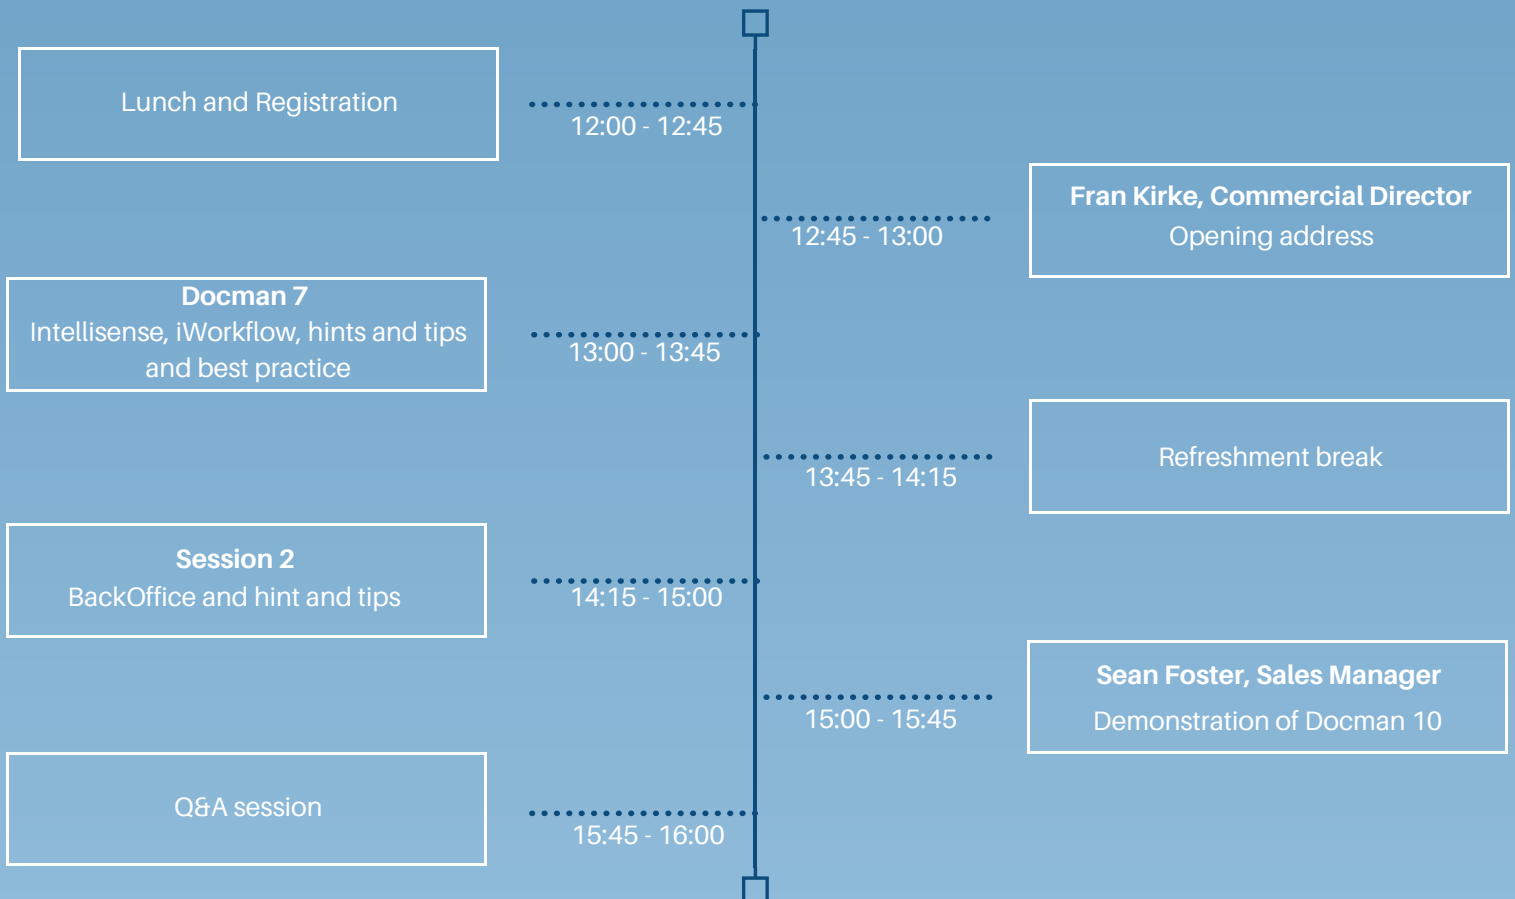 Lunch and Registration
12:00 - 12:45
Fran Kirke, Commercial Director
Opening address
12:45 - 13:00
Docman 7
Intellisense, iWorkflow, hints and tips
and best practice
13:00 - 13:45
Refreshment break
13:45 - 14:15
Session 2
BackOffice and hint and tips
14:15 - 15:00
Sean Foster, Sales Manager
Demonstration of Docman 10
15:00 - 15:45
Q&A session
15:45 - 16:00